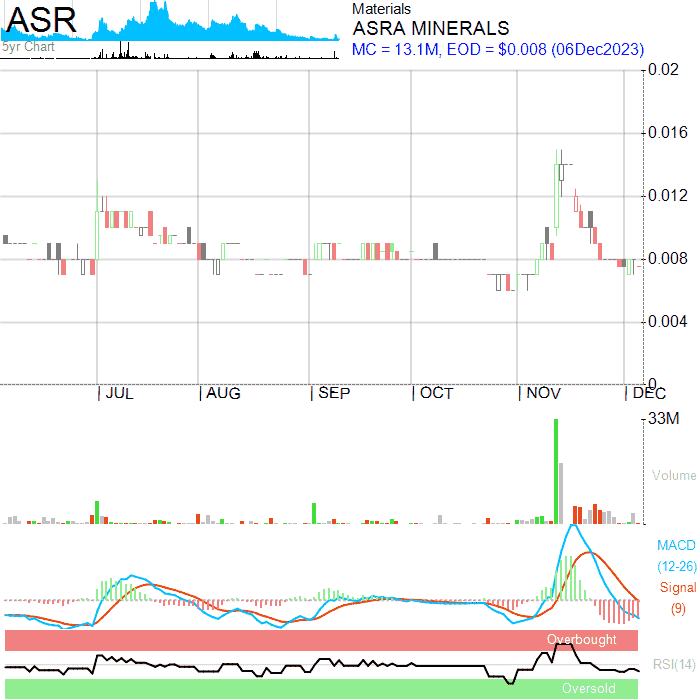 ASR
5yr Chart
Materials
ASRA MINERALS
MC = 13.1M, EOD = $0.008 (06Dec2023)
0.02
0.016
0.012
0.008
0.004
0
JUL AUG SEP OCT NOV DEC
33M
Volume
MACD
(12-26)
Signal
(9)
Overbought
RSI(14)
Oversold